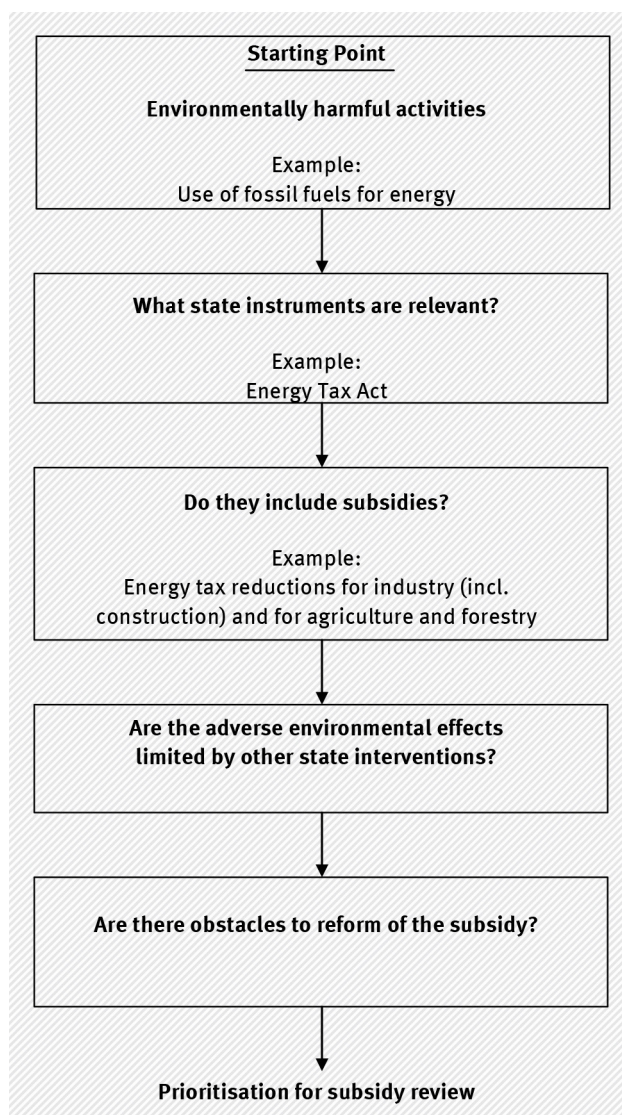 Starting Point
Environmentally harmful activities
Example:
Use of fossil fuels for energy
What state instruments are relevant?
Example:
Energy Tax Act
Do they include subsidies?
Example:
Energy tax reductions for industry (incl.
construction) and for agriculture and forestry
Are the adverse environmental effects
limited by other state interventions?
Are there obstacles to reform of the subsidy?
Prioritisation for subsidy review